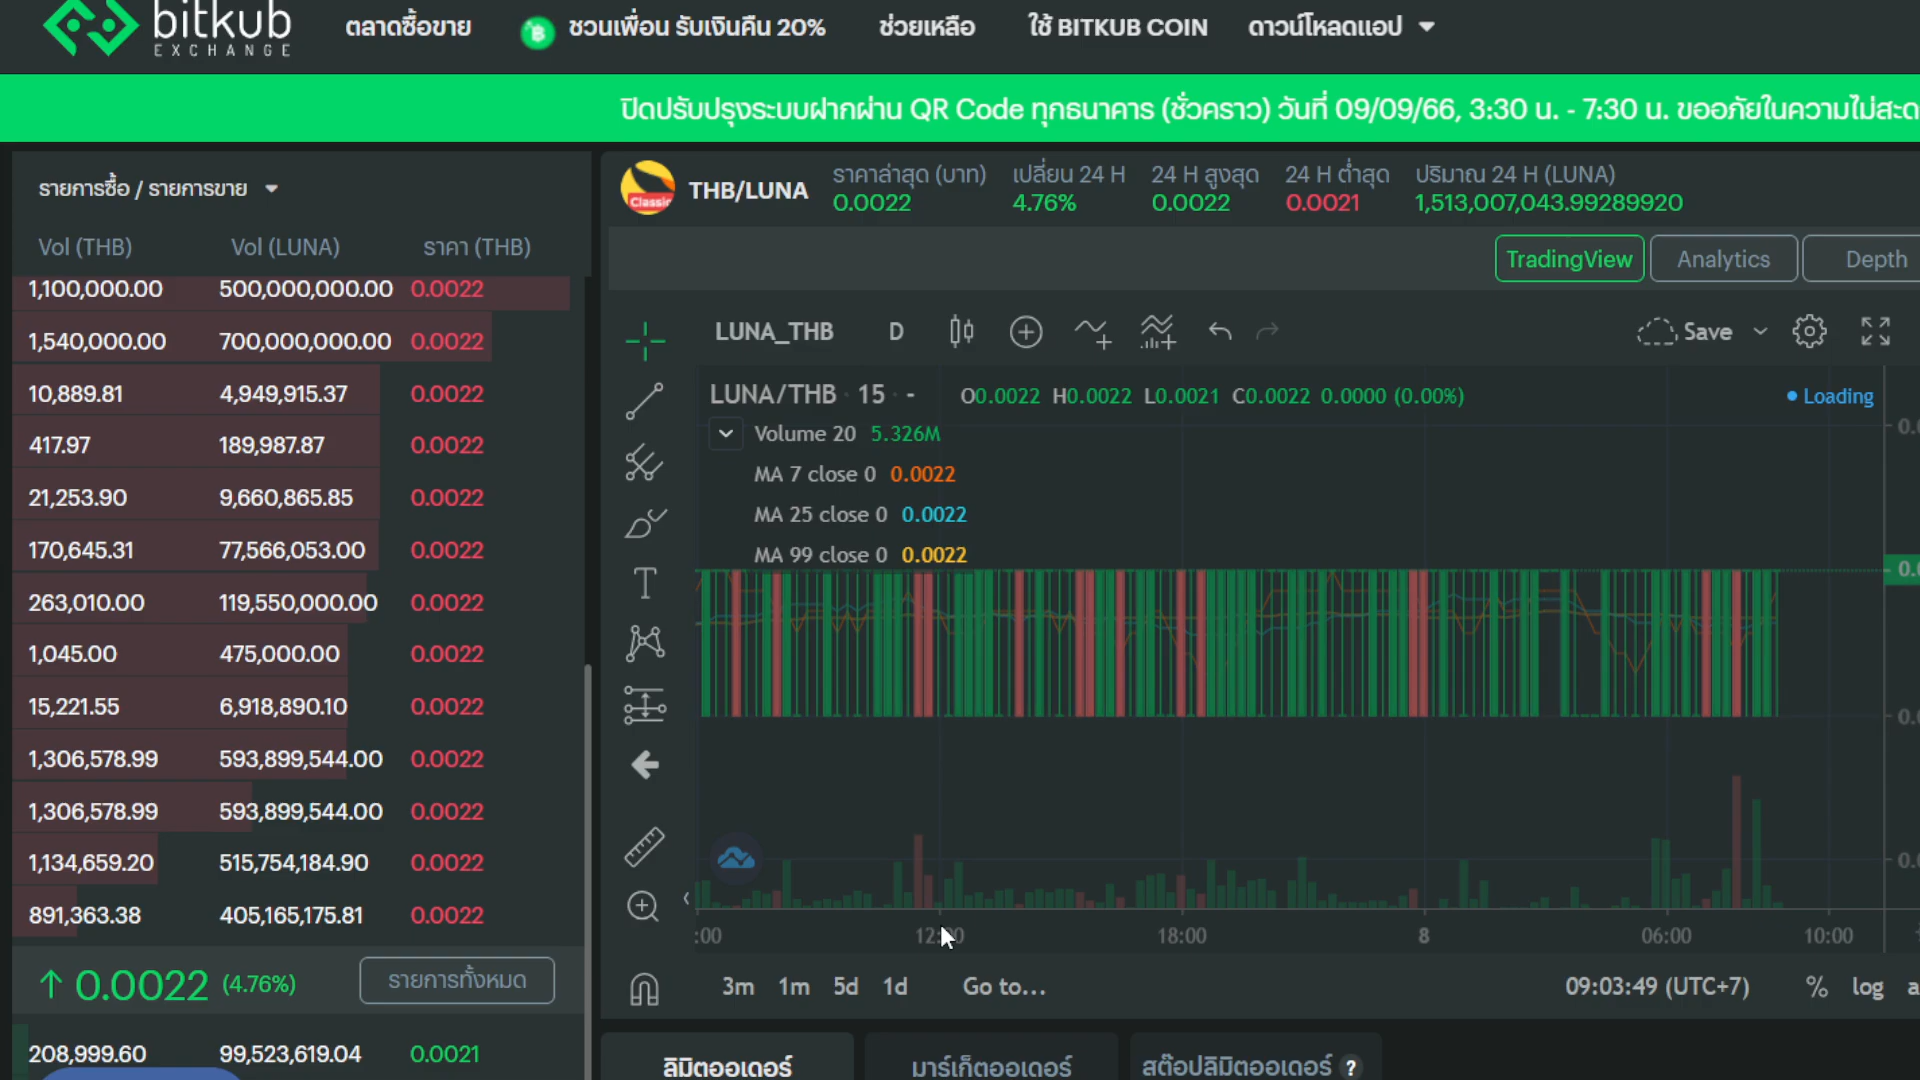 bitkub
EXCHANGE
ตลาดซื้อขาย
ชวนเพื่อน รับเงินคืน 20%
ช่วยเหลือ
ใช้ BITKUB COIN
ดาวน์โหลดแอป
ปิดปรับปรุงระบบฝากผ่าน QR Code ทุกธนาคาร (ชั่วคราว) วันที่ 09/09/66, 3:30 น. - 7:30 น. ขออภัยในความไม่สะด
รายการซื้อ / รายการขาย
Vol (THB) Vol (LUNA) ราคา (THB)
1,100,000.00 500,000,000.00 0.0022
1,540,000.00 700,000,000.00 0.0022
10,889.81 4,949,915.37 0.0022
417.97 189,987.87 0.0022
21,253.90 9,660,865.85 0.0022
170,645.31 77,566,053.00 0.0022
263,010.00 119,550,000.00 0.0022
1,045.00 475,000.00 0.0022
15,221.55 6,918,890.10 0.0022
1,306,578.99 593,899,544.00 0.0022
1,306,578.99 593,899,544.00 0.0022
1,134,659.20 515,754,184.90 0.0022
891,363.38 405,165,175.81 0.0022
↑ 0.0022 (4.76%) รายการทั้งหมด
208,999.60 99,523,619.04 0.0021
Classic
THB/LUNA
ราคาล่าสุด (บาท) เปลี่ยน 24 H 24 H สูงสุด 24 H ต่ำสุด ปริมาณ 24 H (LUNA)
0.0022 4.76% 0.0022 0.0021 1,513,007,043.99289920
TradingView Analytics Depth
LUNA_THB D Save
LUNA/THB · 15 · - O0.0022 H0.0022 L0.0021 C0.0022 0.0000 (0.00%) Loading
Volume 20 5.326M
MA 7 close 0 0.0022
MA 25 close 0 0.0022
MA 99 close 0 0.0022
:00 18:00 8 06:00 10:00
3m 1m 5d 1d Go to... 09:03:49 (UTC+7) % log a
ลิมิตออเดอร์ มาร์เก็ตออเดอร์ สต๊อปลิมิตออเดอร์ ?